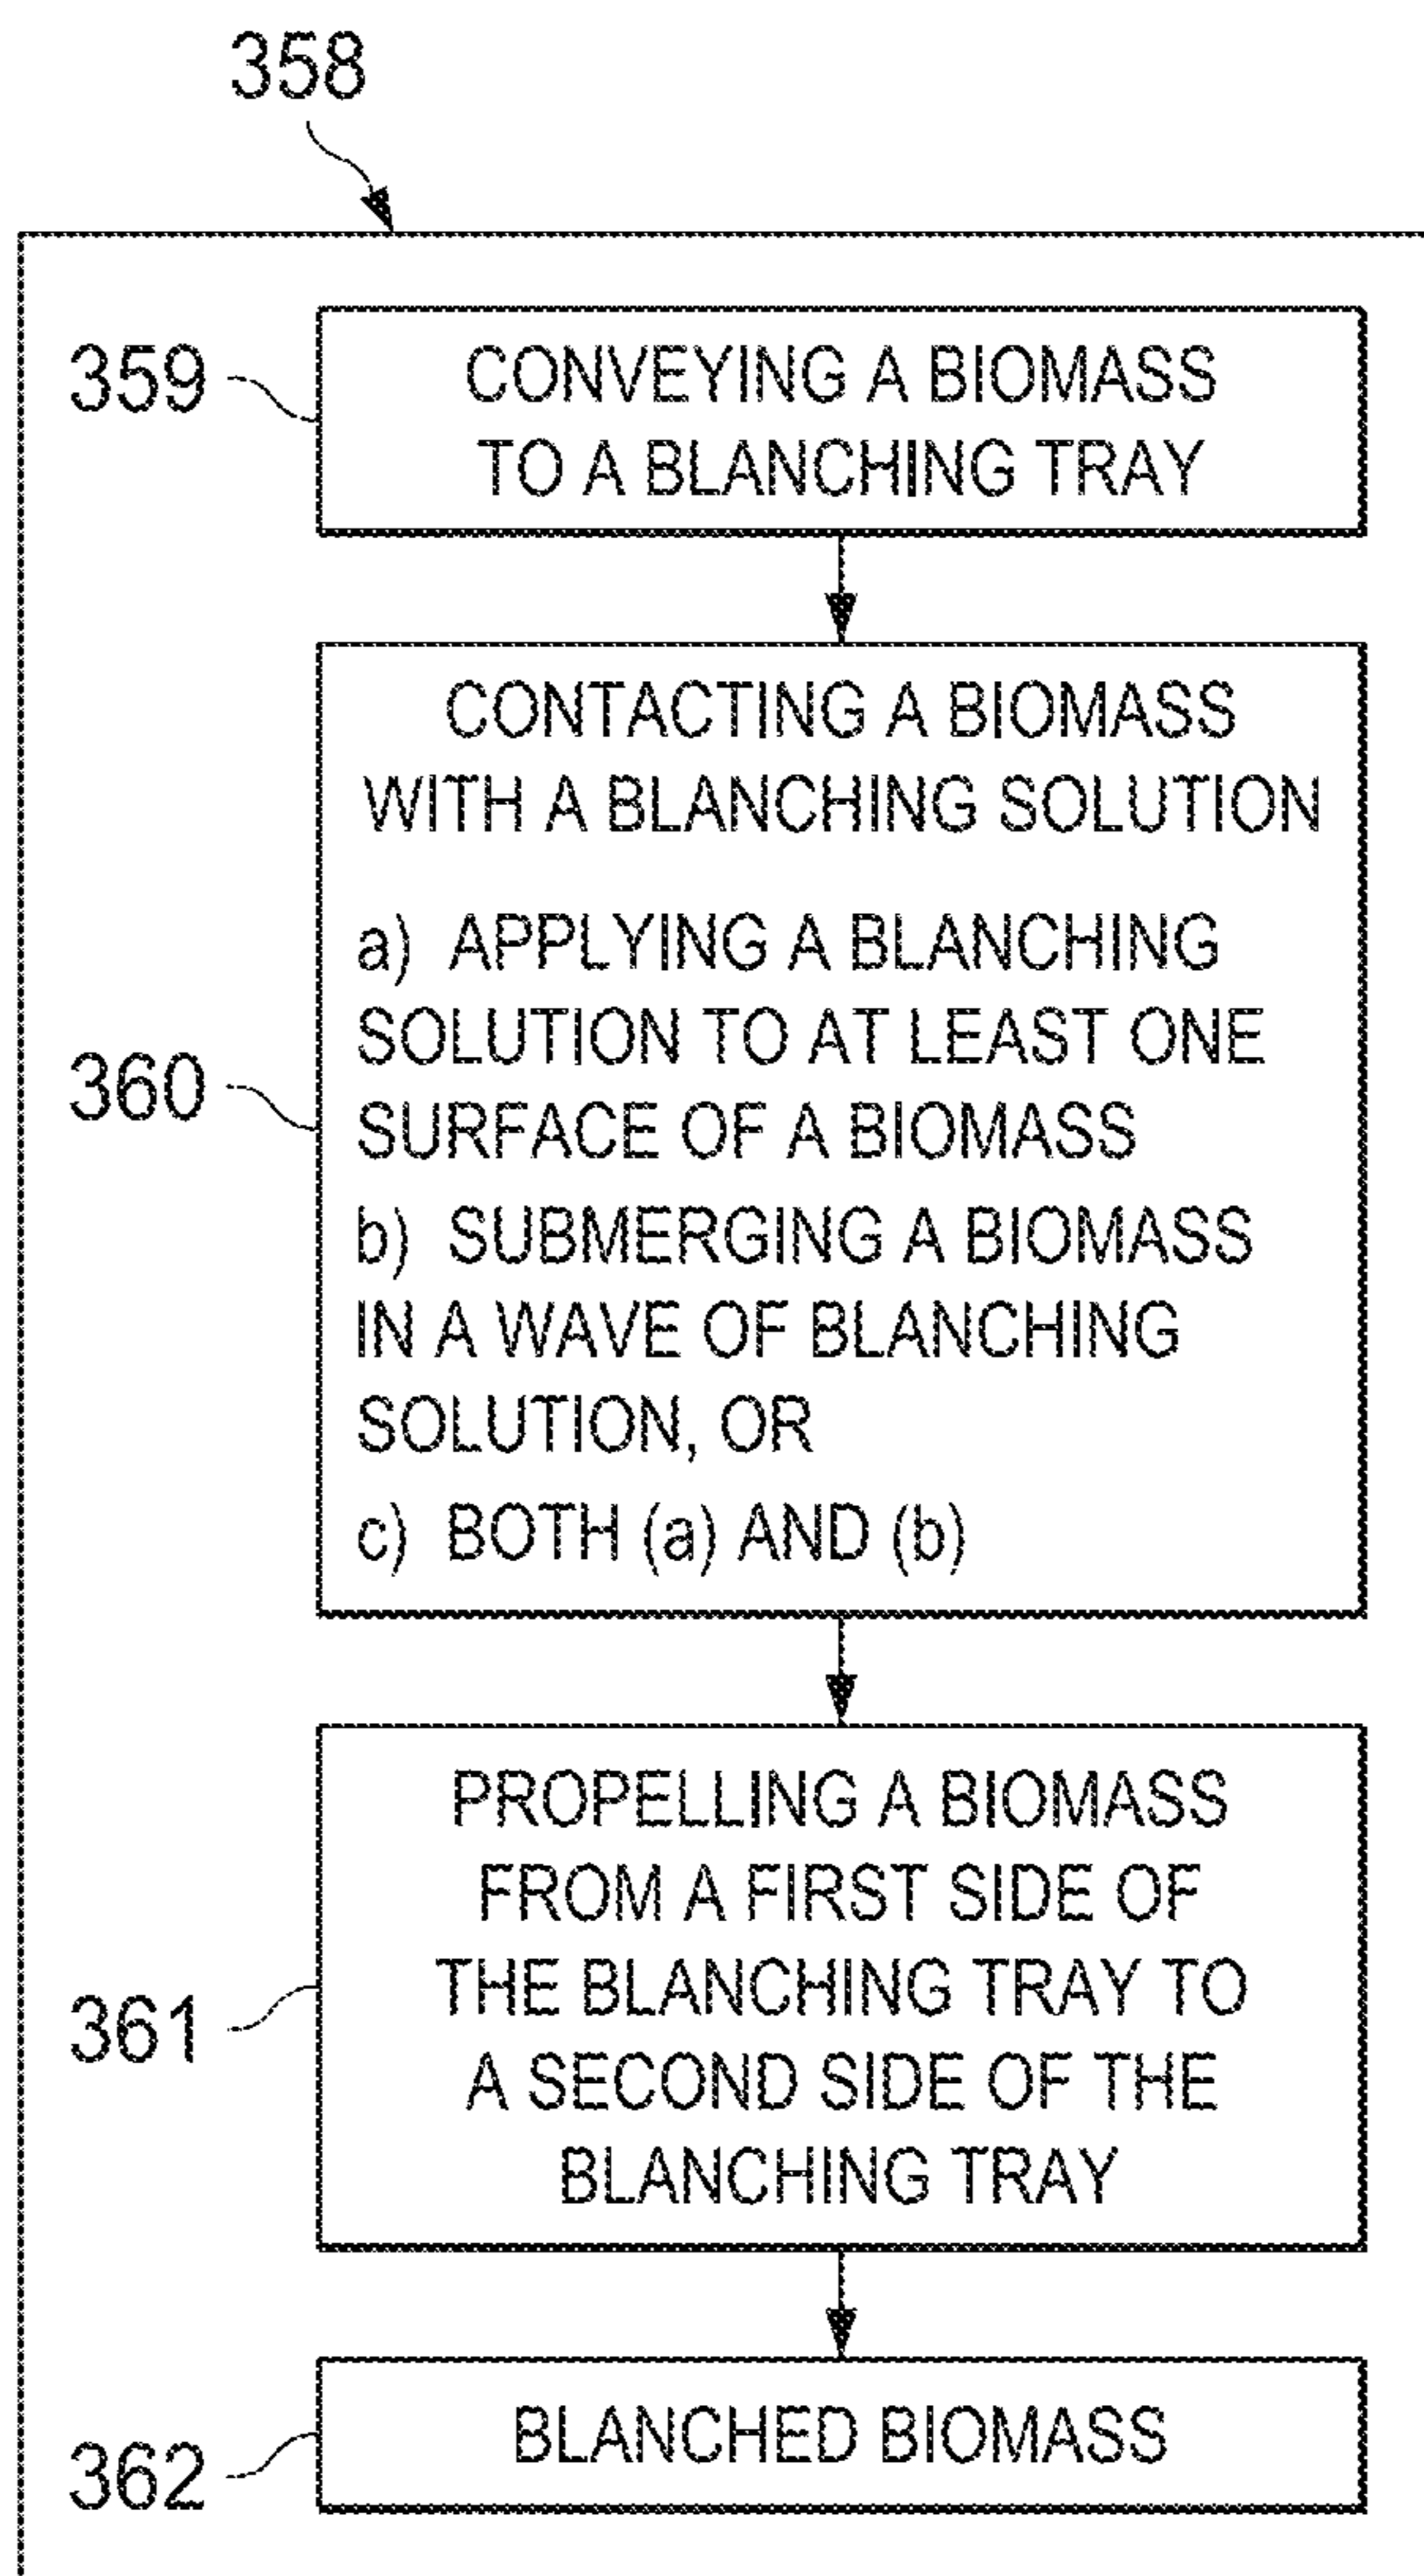 358
359
CONVEYING A BIOMASS
TO A BLANCHING TRAY
360
CONTACTING A BIOMASS
WITH A BLANCHING SOLUTION
a) APPLYING A BLANCHING
SOLUTION TO AT LEAST ONE
SURFACE OF A BIOMASS
b) SUBMERGING A BIOMASS
IN A WAVE OF BLANCHING
SOLUTION, OR
c) BOTH (a) AND (b)
361
PROPELLING A BIOMASS
FROM A FIRST SIDE OF
THE BLANCHING TRAY TO
A SECOND SIDE OF THE
BLANCHING TRAY
362
BLANCHED BIOMASS